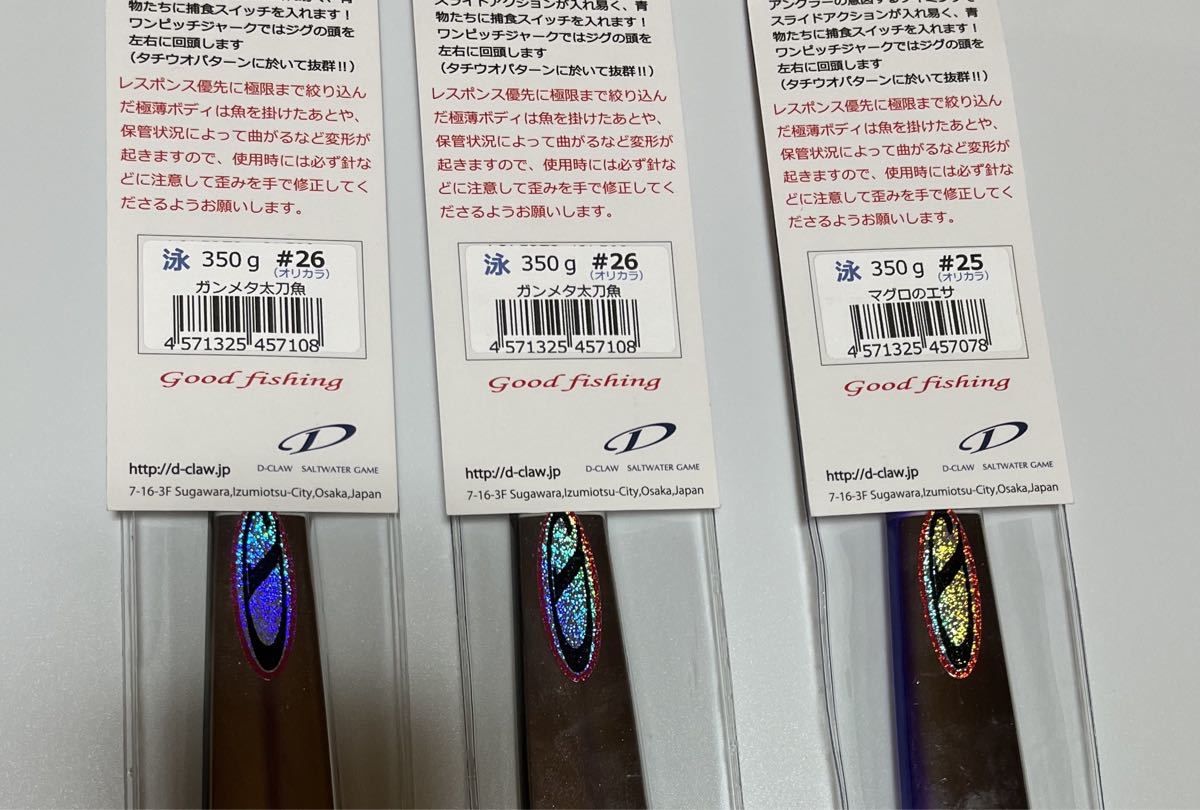 物たちに捕食スイッチを入れます！
ワンピッチジャークではジグの頭を
左右に回頭します
（タチウオパターンに於いて抜群!!）
レスポンス優先に極限まで絞り込ん
だ極薄ボディは魚を掛けたあとや、
保管状況によって曲がるなど変形が
起きますので、使用時には必ず針な
どに注意して歪みを手で修正してく
ださるようお願いします。
泳 350g #26
(オリカラ)
ガンメタ太刀魚
4 571325 457108
Good fishing
D
http://d-claw.jp D-CLAW SALTWATER GAME
7-16-3F Sugawara,Izumiotsu-City,Osaka,Japan
スライドアクションが入れ易く、青
物たちに捕食スイッチを入れます！
ワンピッチジャークではジグの頭を
左右に回頭します
（タチウオパターンに於いて抜群!!）
レスポンス優先に極限まで絞り込ん
だ極薄ボディは魚を掛けたあとや、
保管状況によって曲がるなど変形が
起きますので、使用時には必ず針な
どに注意して歪みを手で修正してく
ださるようお願いします。
泳 350g #26
(オリカラ)
ガンメタ太刀魚
4 571325 457108
Good fishing
D
http://d-claw.jp D-CLAW SALTWATER GAME
7-16-3F Sugawara,Izumiotsu-City,Osaka,Japan
スライドアクションが入れ易く、青
物たちに捕食スイッチを入れます！
ワンピッチジャークではジグの頭を
左右に回頭します
（タチウオパターンに於いて抜群!!）
レスポンス優先に極限まで絞り込ん
だ極薄ボディは魚を掛けたあとや、
保管状況によって曲がるなど変形が
起きますので、使用時には必ず針な
どに注意して歪みを手で修正してく
ださるようお願いします。
泳 350g #25
(オリカラ)
マグロのエサ
4 571325 457078
Good fishing
D
http://d-claw.jp D-CLAW SALTWATER GAME
7-16-3F Sugawara,Izumiotsu-City,Osaka,Japan